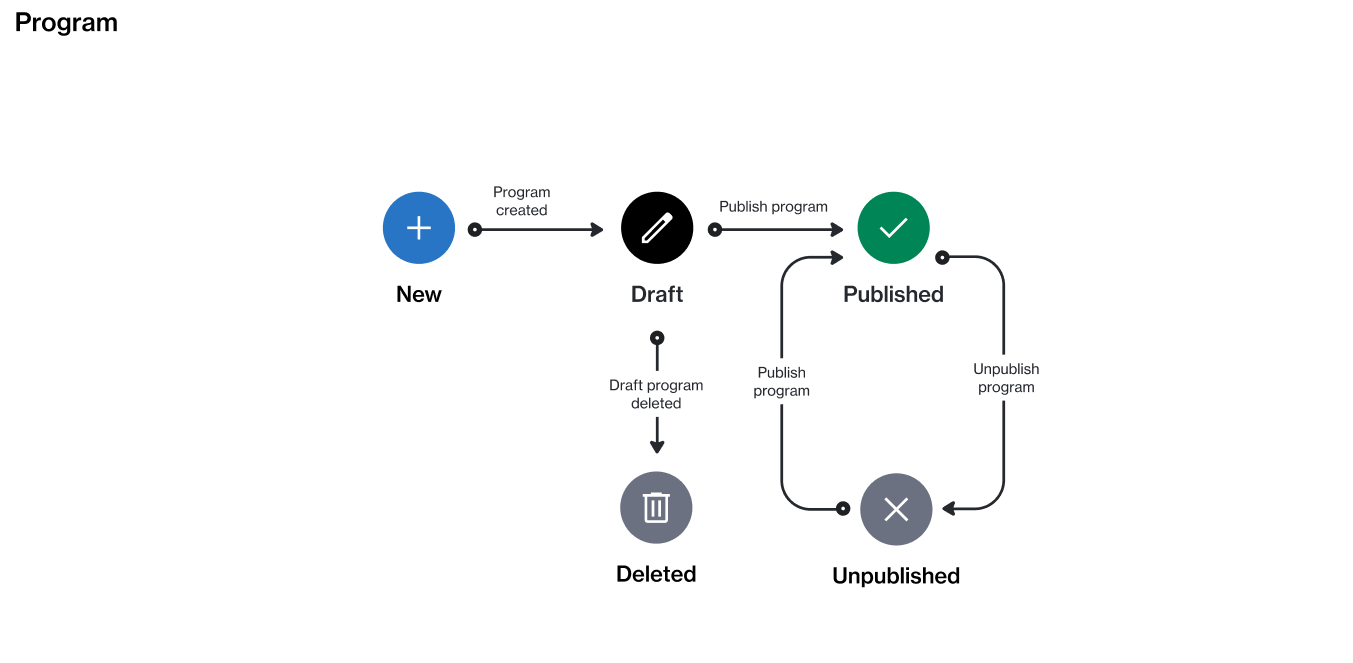 Program
Program
created
Publish program
New
Draft
Published
Draft program
deleted
Publish
program
Unpublish
program
Deleted
Unpublished